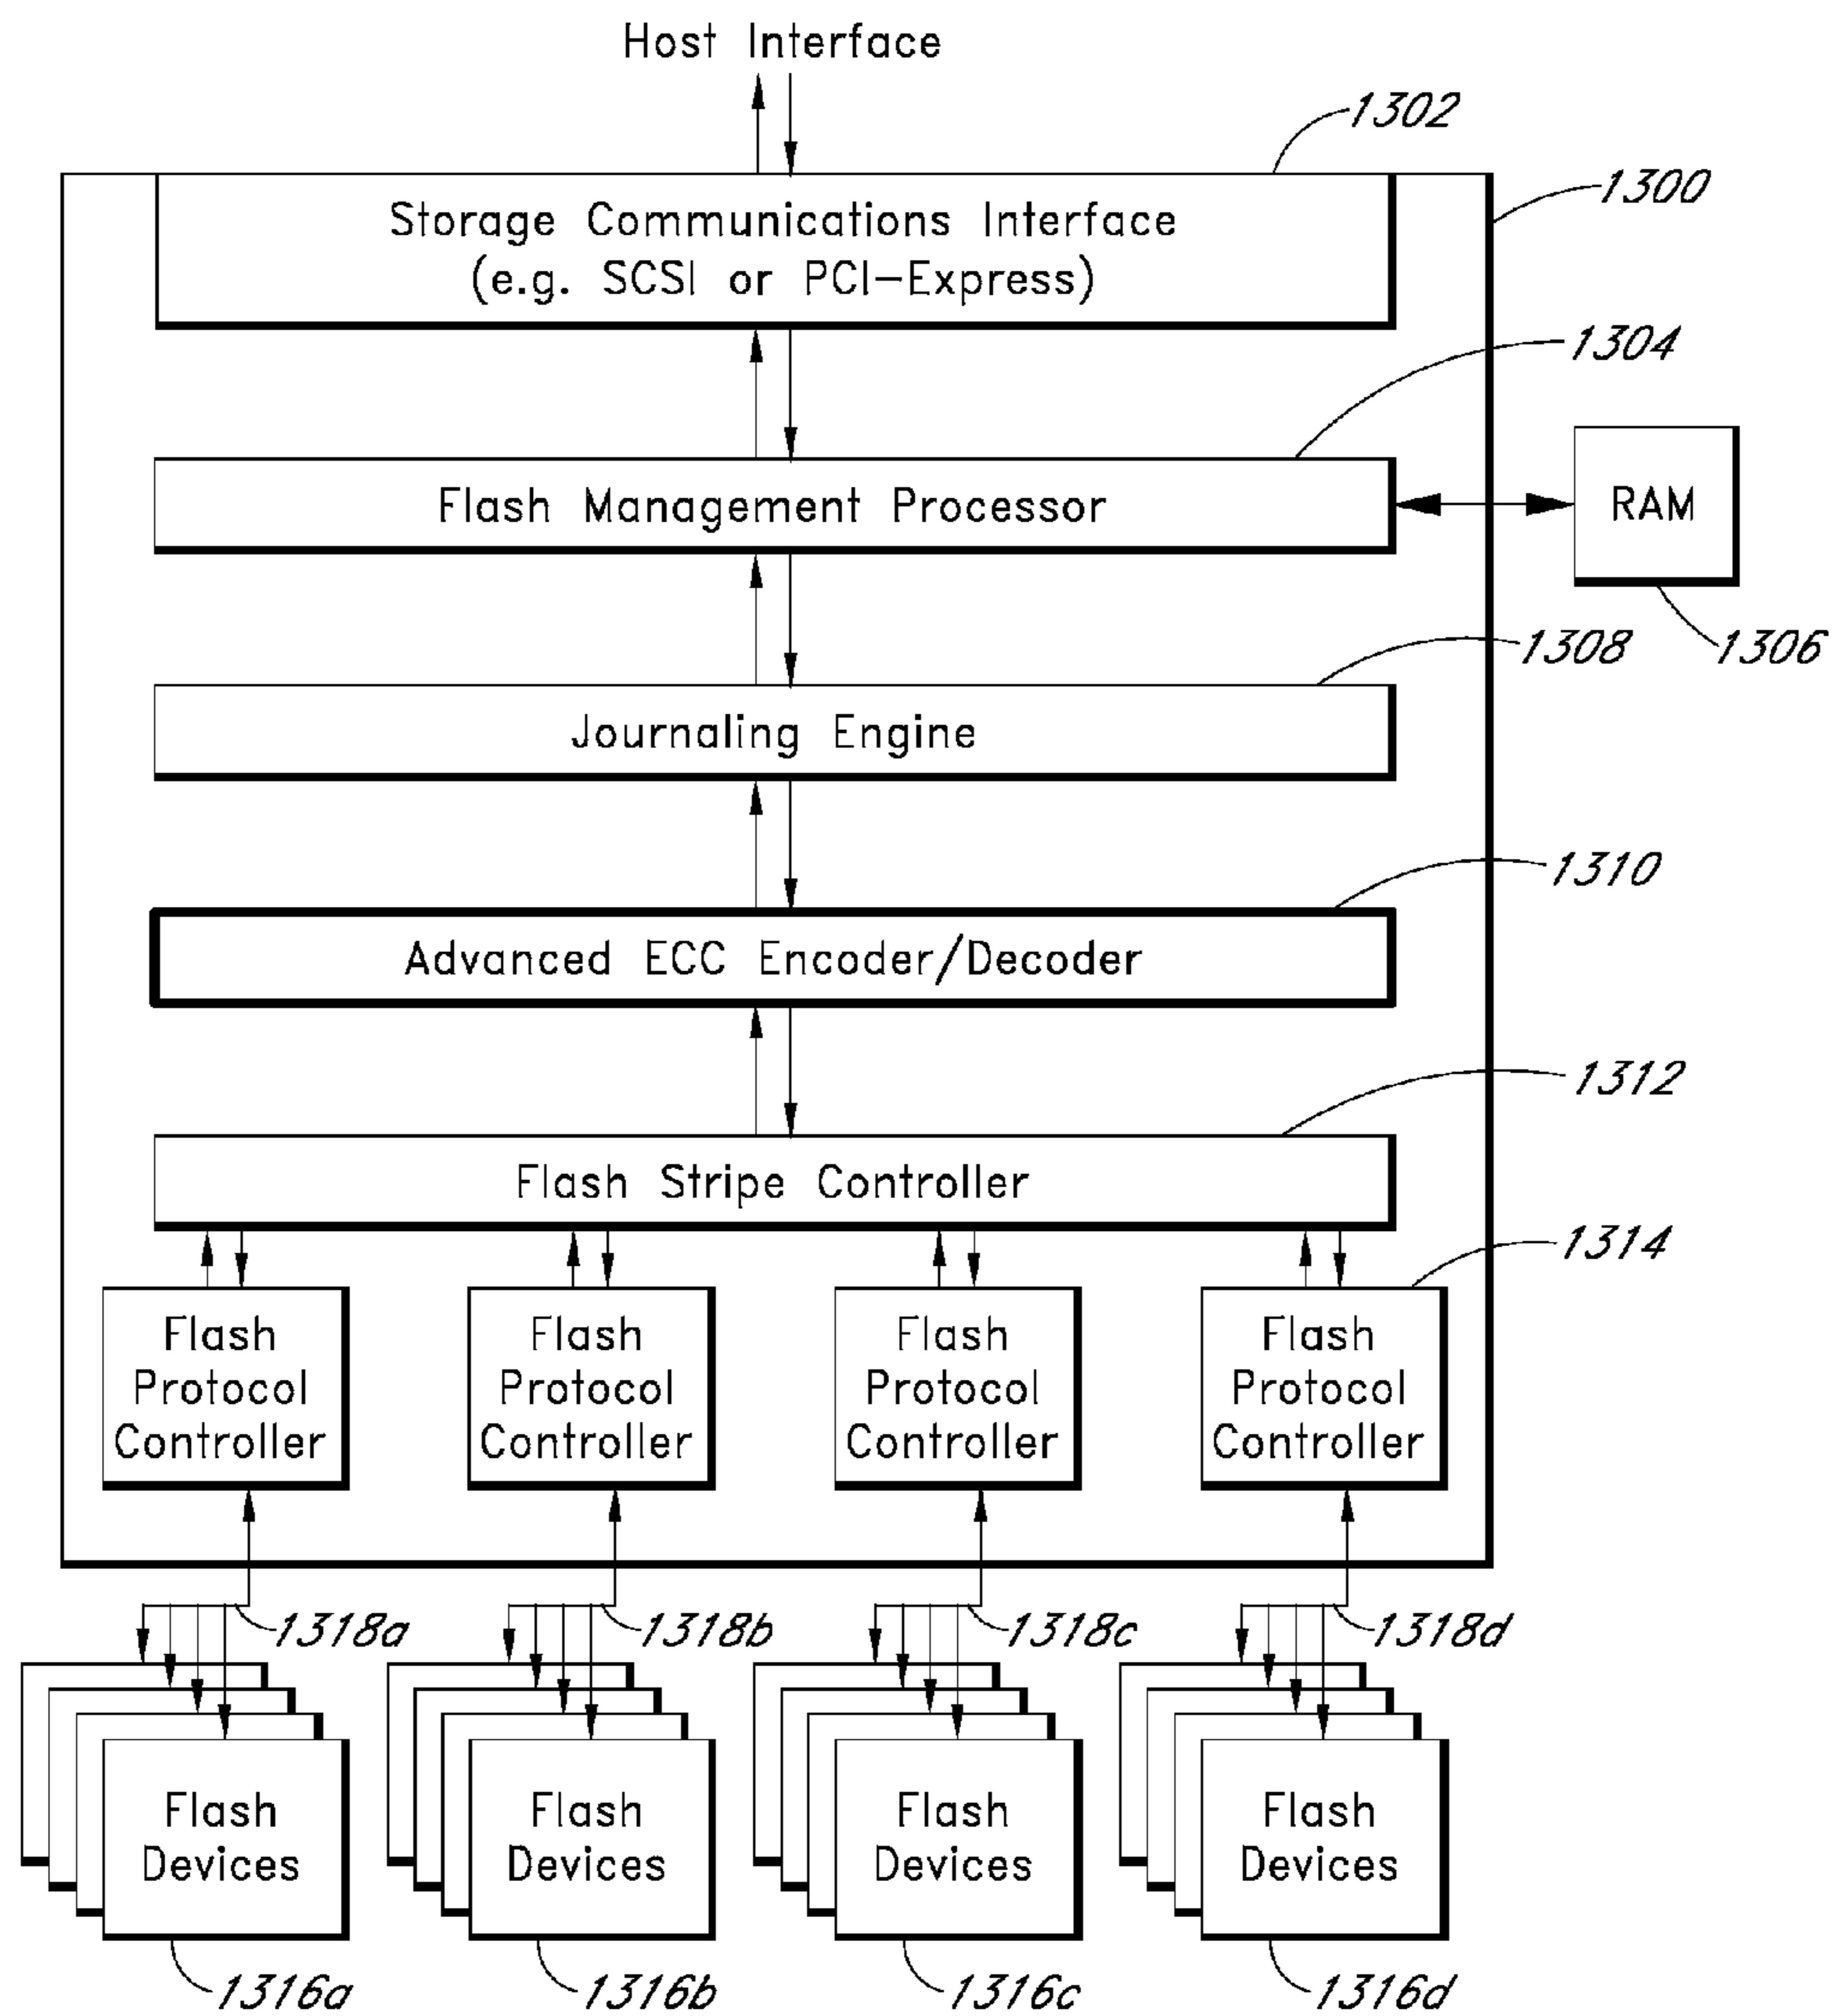 Host Interface
1302
1300
Storage Communications Interface
(e.g. SCSI or PCI-Express)
1304
Flash Management Processor
RAM
1306
1308
Journaling Engine
1310
Advanced ECC Encoder/Decoder
1312
Flash Stripe Controller
1314
Flash
Protocol
Controller
Flash
Protocol
Controller
Flash
Protocol
Controller
Flash
Protocol
Controller
1318a
1318b
1318c
1318d
Flash
Devices
Flash
Devices
Flash
Devices
Flash
Devices
1316a
1316b
1316c
1316d